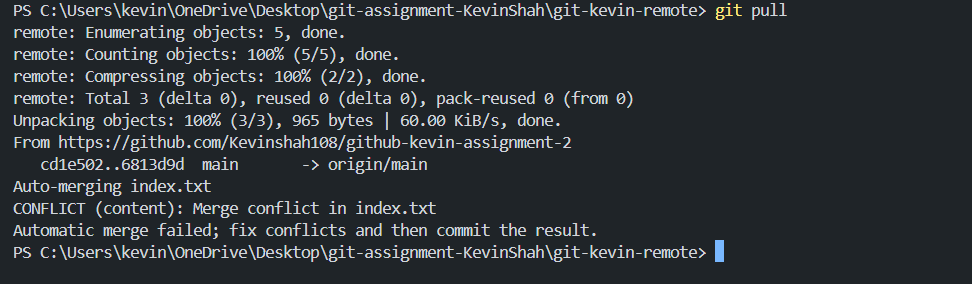 PS C:\Users\kevin\OneDrive\Desktop\git-assignment-KevinShah\git-kevin-remote> git pull
remote: Enumerating objects: 5, done.
remote: Counting objects: 100% (5/5), done.
remote: Compressing objects: 100% (2/2), done.
remote: Total 3 (delta 0), reused 0 (delta 0), pack-reused 0 (from 0)
Unpacking objects: 100% (3/3), 965 bytes | 60.00 KiB/s, done.
From https://github.com/Kevinshah108/github-kevin-assignment-2
   cd1e502..6813d9d  main       -> origin/main
Auto-merging index.txt
CONFLICT (content): Merge conflict in index.txt
Automatic merge failed; fix conflicts and then commit the result.
PS C:\Users\kevin\OneDrive\Desktop\git-assignment-KevinShah\git-kevin-remote>